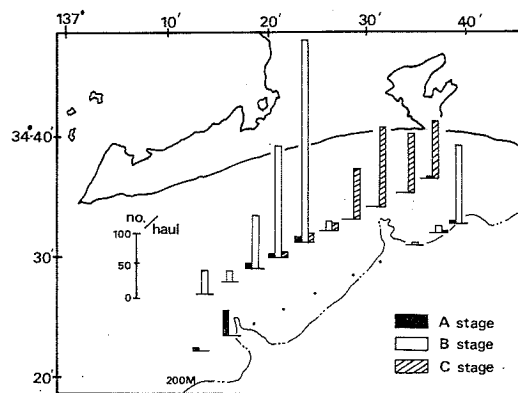 137° 10' 20' 30' 40'
34° 40'
no./haul
100
50
0
30'
20'
200M
A stage
B stage
C stage